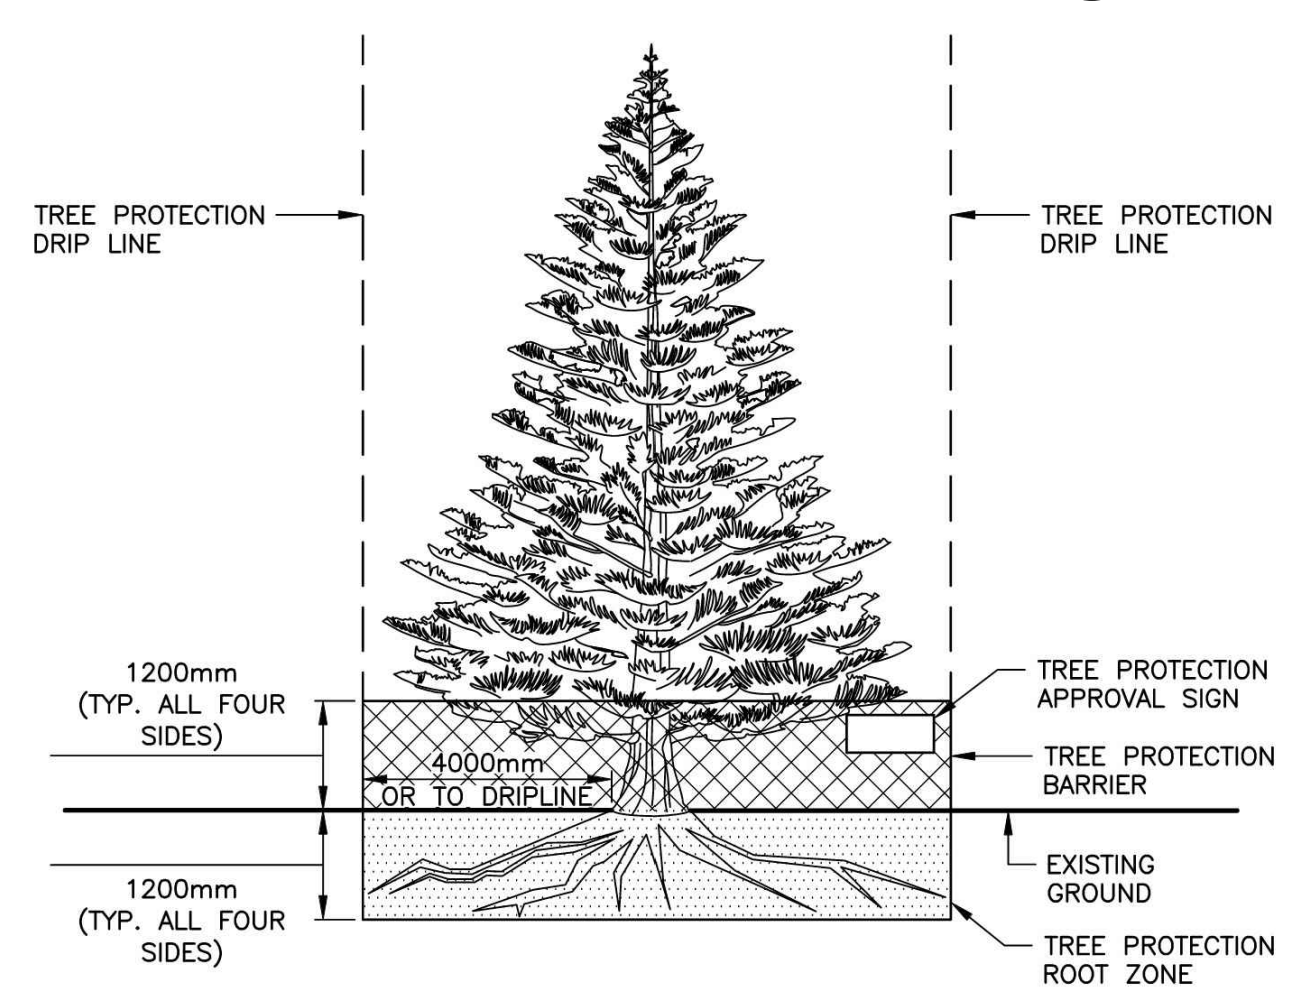 TREE PROTECTION
DRIP LINE
TREE PROTECTION
DRIP LINE
1200mm
(TYP. ALL FOUR
SIDES)
TREE PROTECTION
APPROVAL SIGN
4000mm
OR TO DRIPLINE
TREE PROTECTION
BARRIER
EXISTING
GROUND
1200mm
(TYP. ALL FOUR
SIDES)
TREE PROTECTION
ROOT ZONE